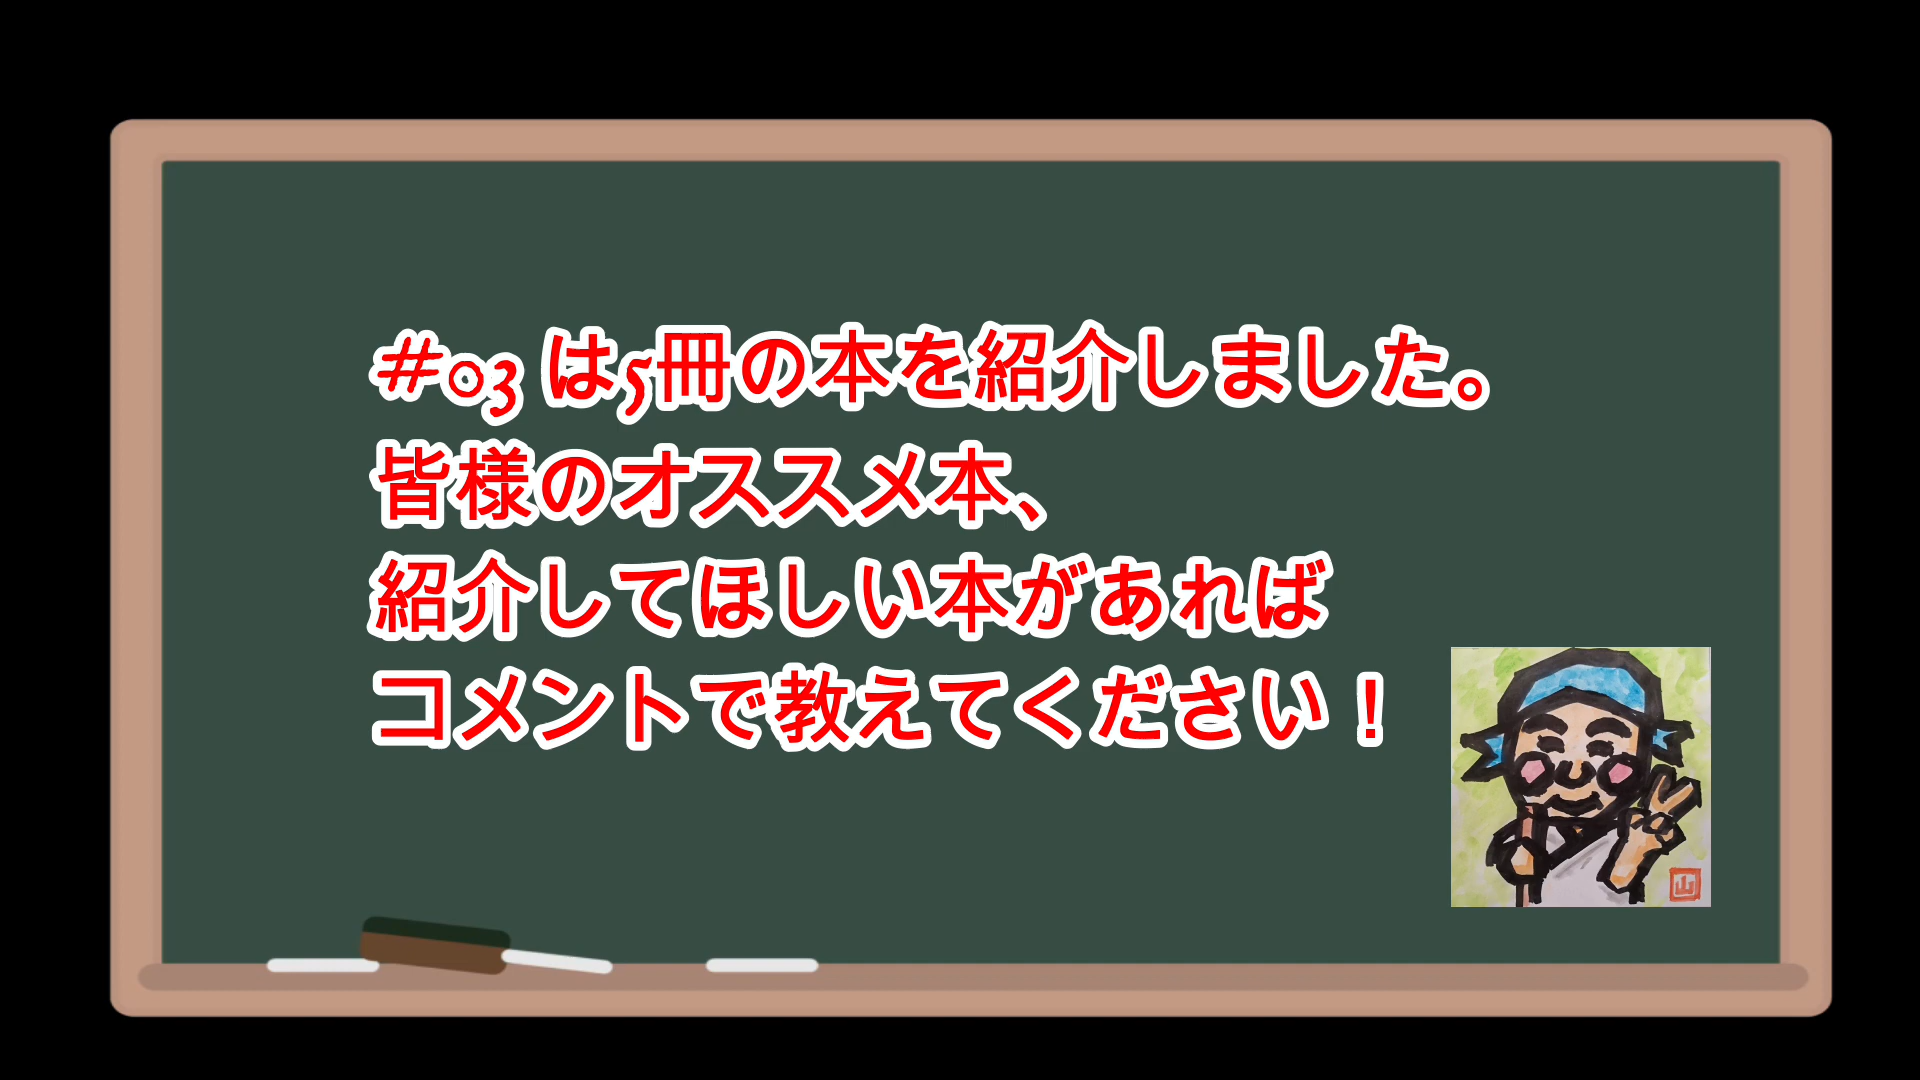 #03 は5冊の本を紹介しました。
皆様のオススメ本、
紹介してほしい本があれば
コメントで教えてください！
山